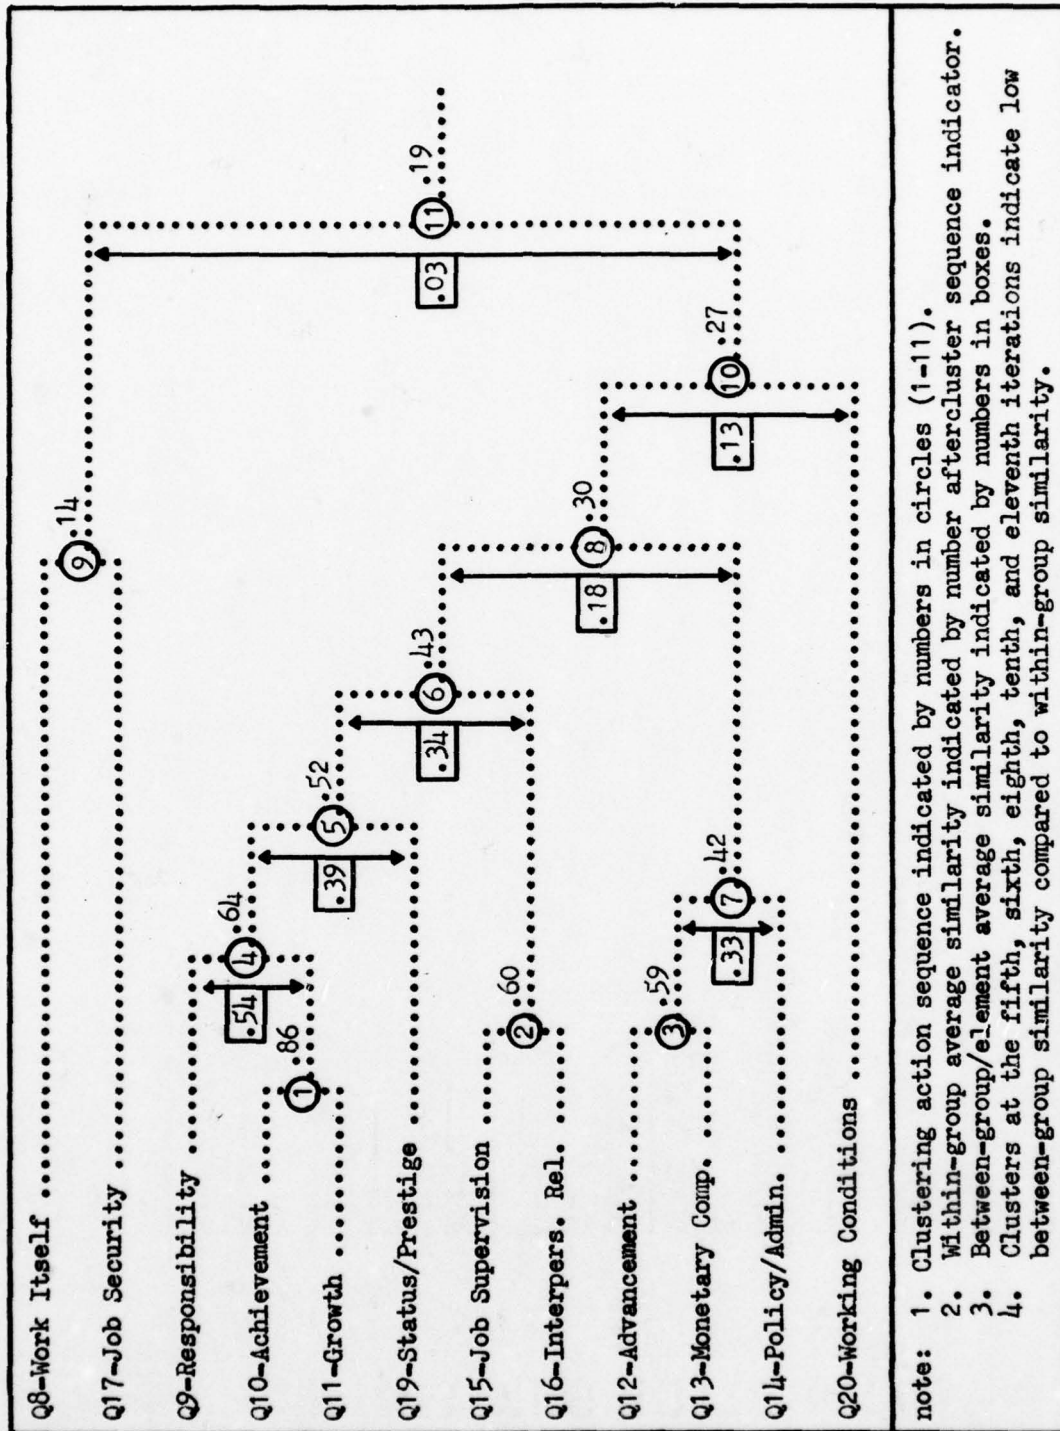 Q8-Work Itself
.14
9
Q17-Job Security
Q9-Responsibility
.64
4
.54
Q10-Achievement
.86
1
Q11-Growth
.52
5
.39
Q19-Status/Prestige
.43
6
.34
Q15-Job Supervision
.60
2
Q16-Interpers. Rel.
.30
8
.18
Q12-Advancement
.59
3
Q13-Monetary Comp.
.42
7
.33
Q14-Policy/Admin.
.27
10
.13
.19
11
.03
Q20-Working Conditions
note: 1. Clustering action sequence indicated by numbers in circles (1-11).
2. Within-group average similarity indicated by number aftercluster sequence indicator.
3. Between-group/element average similarity indicated by numbers in boxes.
4. Clusters at the fifth, sixth, eighth, tenth, and eleventh iterations indicate low
between-group similarity compared to within-group similarity.